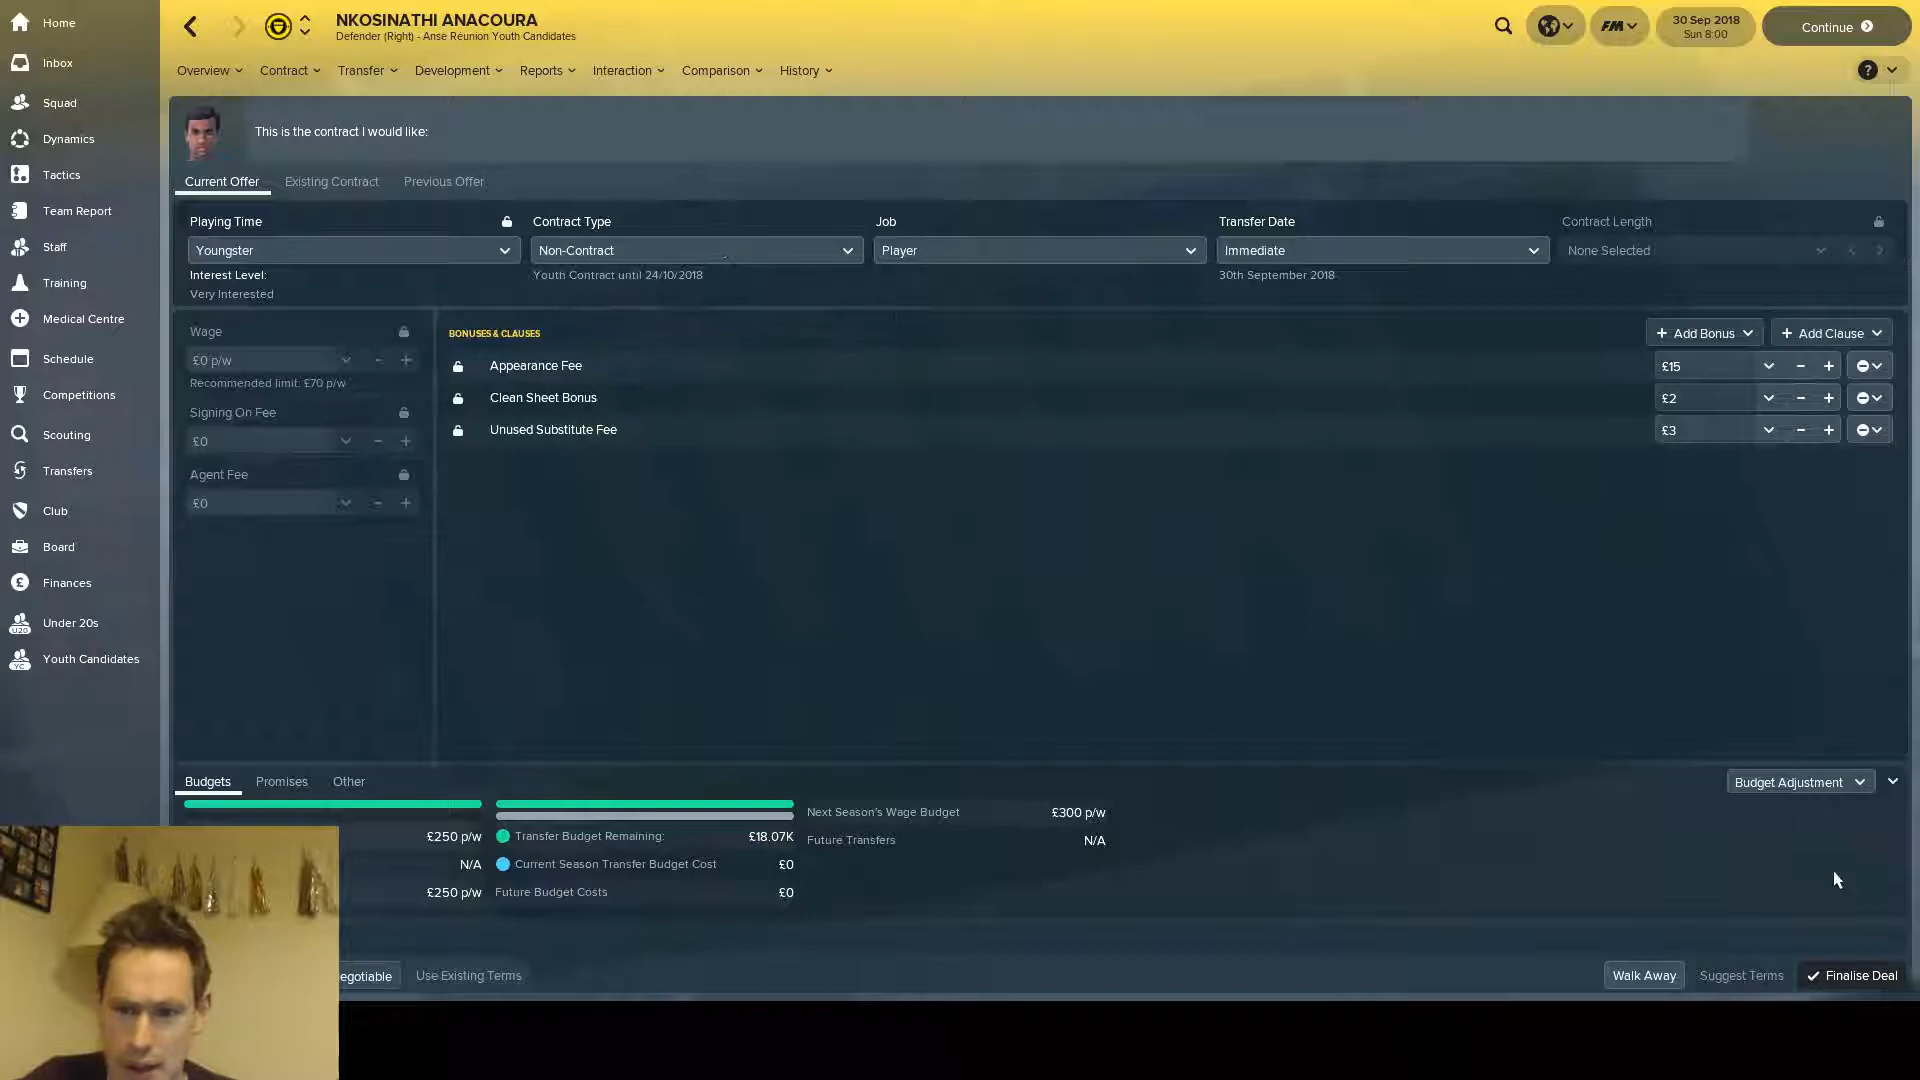 Home
Inbox
Squad
Dynamics
Tactics
Team Report
Staff
Training
Medical Centre
Schedule
Competitions
Scouting
Transfers
Club
Board
Finances
U20
Under 20s
YC
Youth Candidates
NKOSINATHI ANACOURA
Defender (Right) - Anse Reunion Youth Candidates
FM
30 Sep 2018
Sun 8:00
Continue
Overview Contract Transfer Development Reports Interaction Comparison History
?
This is the contract I would like:
Current Offer Existing Contract Previous Offer
Playing Time Contract Type Job Transfer Date Contract Length
Youngster Non-Contract Player Immediate None Selected
Interest Level: Youth Contract until 24/10/2018 30th September 2018
Very Interested
Wage
£0 p/w
Recommended limit: £70 p/w
Signing On Fee
£0
Agent Fee
£0
BONUSES & CLAUSES
+ Add Bonus + Add Clause
Appearance Fee £15 - +
Clean Sheet Bonus £2 - +
Unused Substitute Fee £3 - +
Budgets Promises Other
Budget Adjustment
£250 p/w
N/A
£250 p/w
Transfer Budget Remaining: £18.07K
Current Season Transfer Budget Cost £0
Future Budget Costs £0
Next Season's Wage Budget £300 p/w
Future Transfers N/A
egotiable Use Existing Terms
Walk Away Suggest Terms Finalise Deal